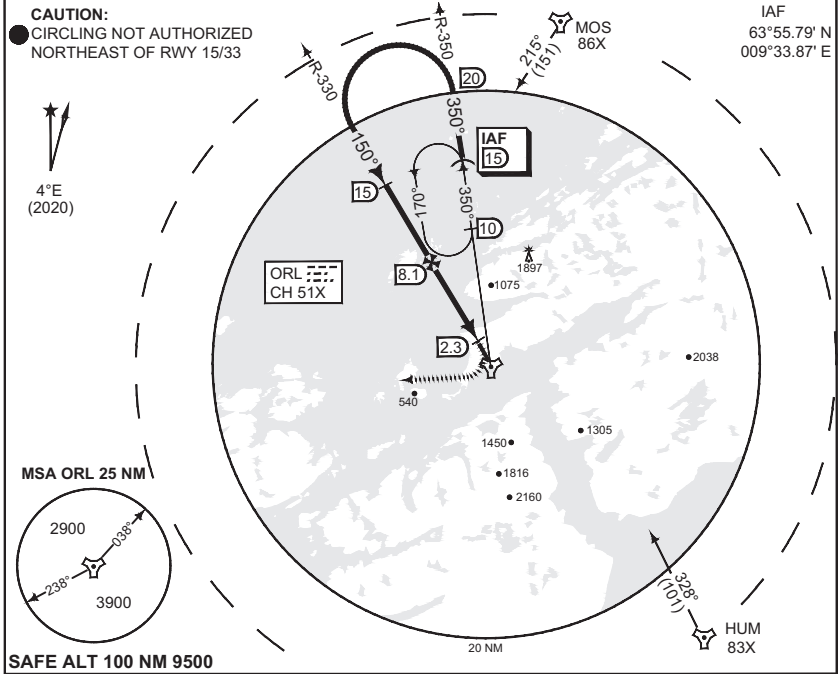 CAUTION:
CIRCLING NOT AUTHORIZED
NORTHEAST OF RWY 15/33
IAF
63°55.79' N
009°33.87' E
MOS
86X
215°
(151)
R-350
R-330
20
350°
150°
IAF
15
15
170°
350°
10
4°E
(2020)
ORL
CH 51X
8.1
1897
1075
2.3
2038
540
1305
1450
1816
2160
MSA ORL 25 NM
2900
038°
238°
3900
328°
(101)
HUM
83X
20 NM
SAFE ALT 100 NM 9500